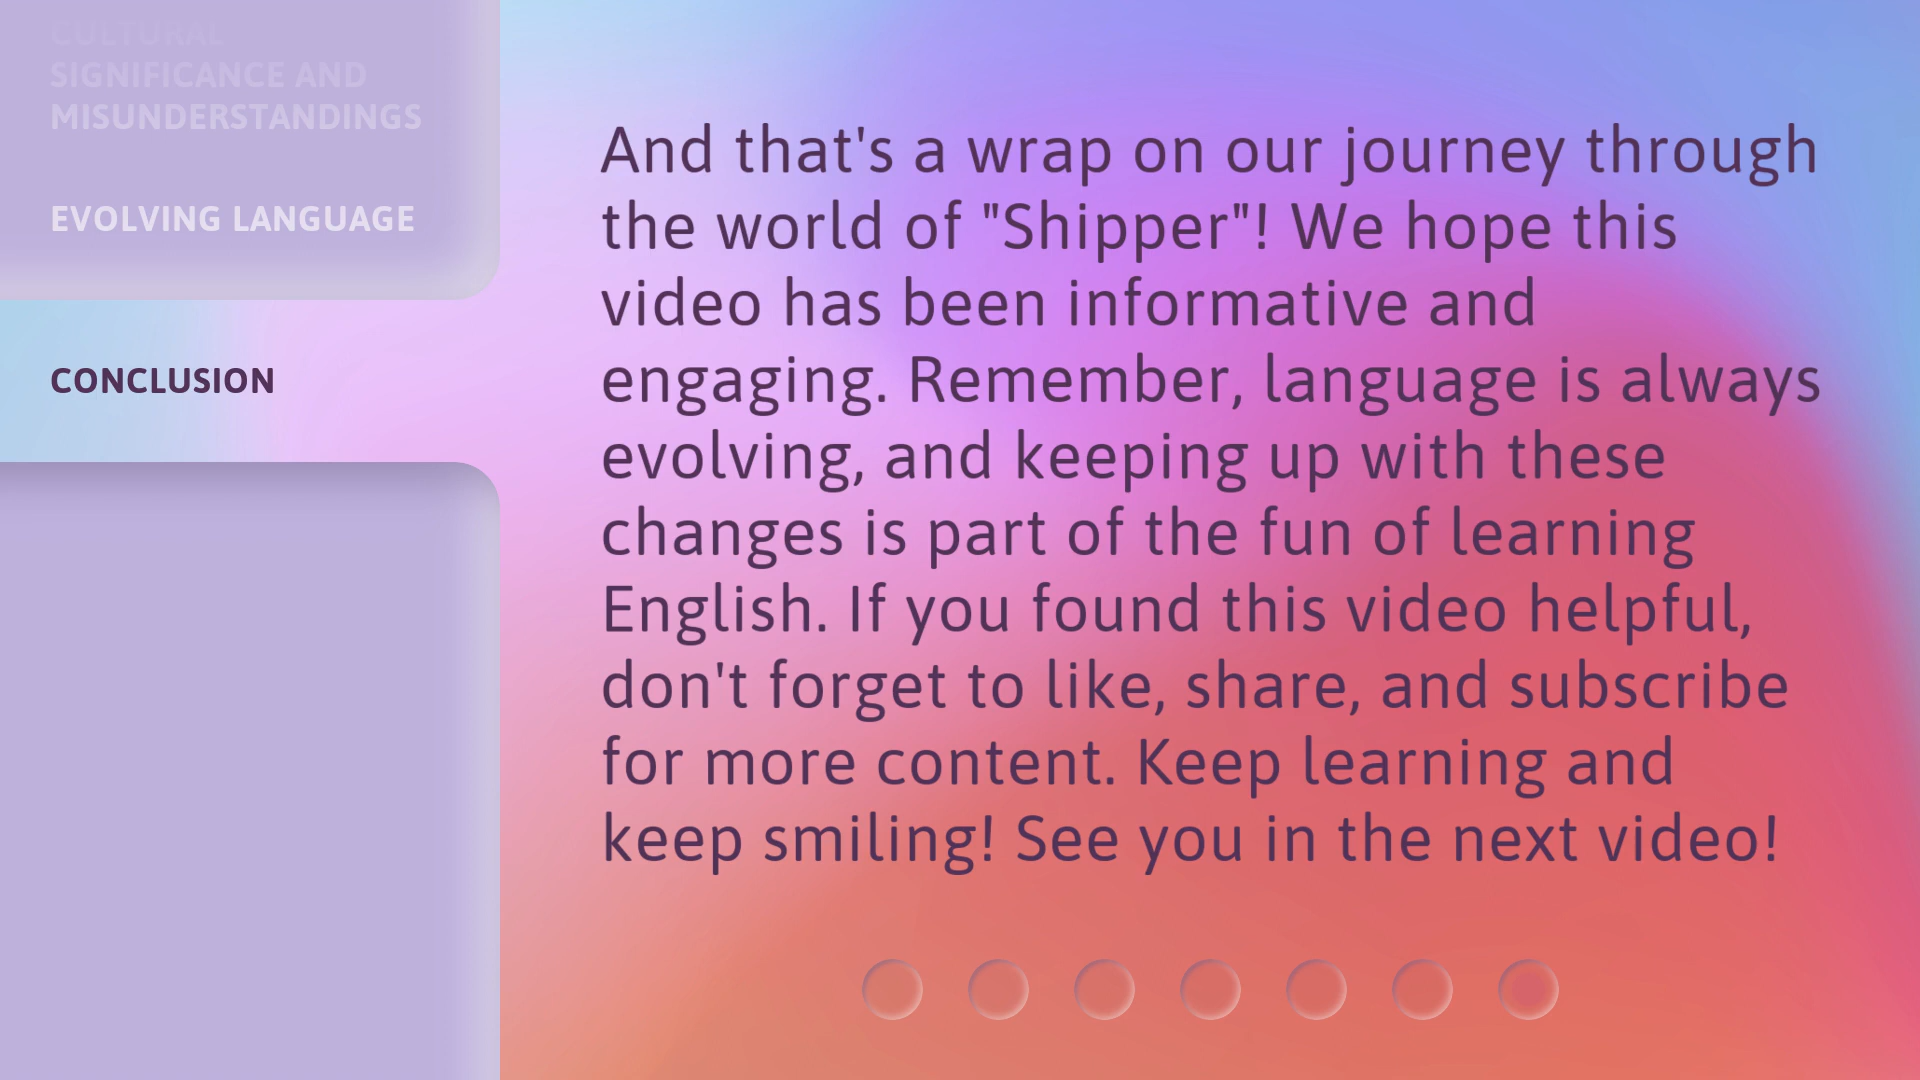 CULTURAL
SIGNIFICANCE AND
MISUNDERSTANDINGS
EVOLVING LANGUAGE
CONCLUSION
And that's a wrap on our journey through
the world of "Shipper"! We hope this
video has been informative and
engaging. Remember, language is always
evolving, and keeping up with these
changes is part of the fun of learning
English. If you found this video helpful,
don't forget to like, share, and subscribe
for more content. Keep learning and
keep smiling! See you in the next video!